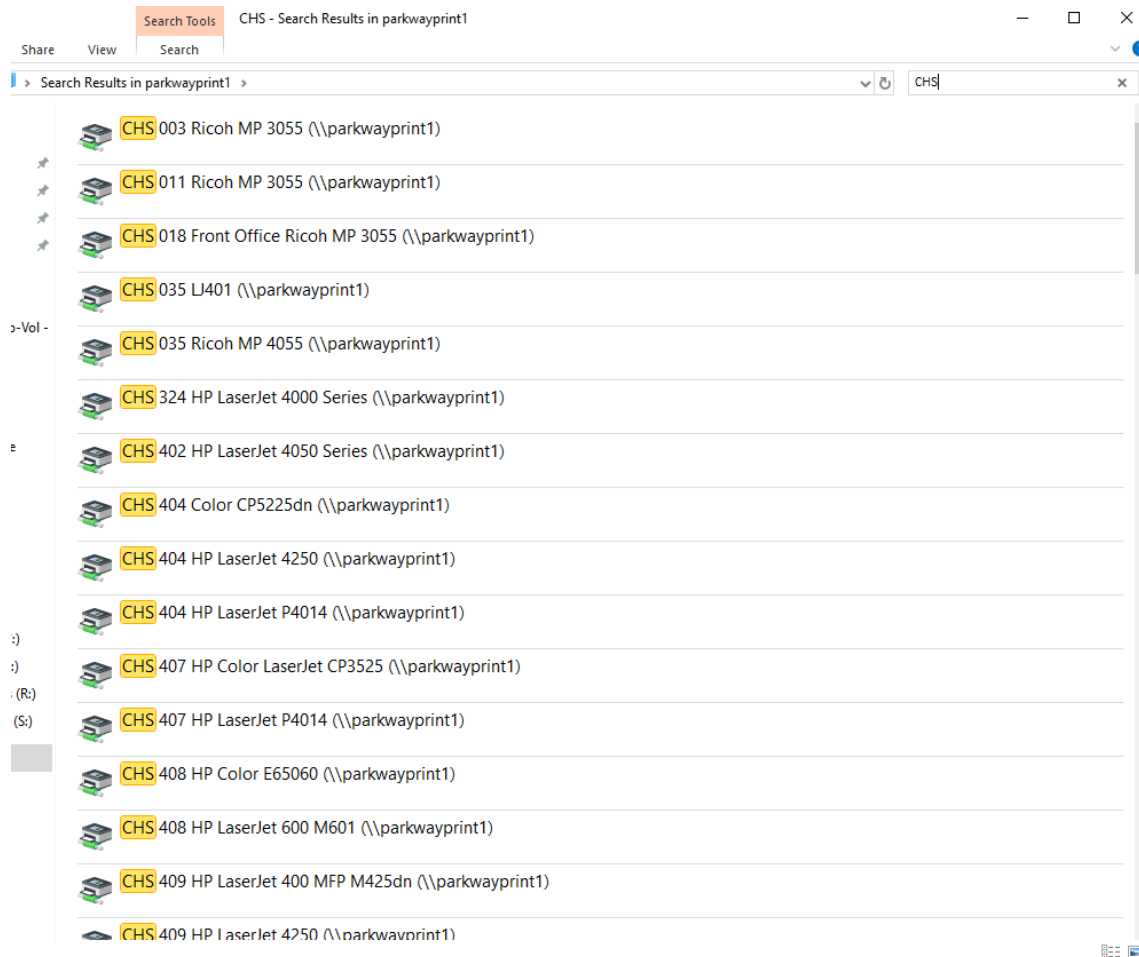 Search Tools
CHS - Search Results in parkwayprint1
Share View Search
Search Results in parkwayprint1
CHS
CHS 003 Ricoh MP 3055 (\\parkwayprint1)
CHS 011 Ricoh MP 3055 (\\parkwayprint1)
CHS 018 Front Office Ricoh MP 3055 (\\parkwayprint1)
CHS 035 LJ401 (\\parkwayprint1)
o-Vol -
CHS 035 Ricoh MP 4055 (\\parkwayprint1)
CHS 324 HP LaserJet 4000 Series (\\parkwayprint1)
e
CHS 402 HP LaserJet 4050 Series (\\parkwayprint1)
CHS 404 Color CP5225dn (\\parkwayprint1)
CHS 404 HP LaserJet 4250 (\\parkwayprint1)
CHS 404 HP LaserJet P4014 (\\parkwayprint1)
:)
CHS 407 HP Color LaserJet CP3525 (\\parkwayprint1)
:)
(R:)
CHS 407 HP LaserJet P4014 (\\parkwayprint1)
(S:)
CHS 408 HP Color E65060 (\\parkwayprint1)
CHS 408 HP LaserJet 600 M601 (\\parkwayprint1)
CHS 409 HP LaserJet 400 MFP M425dn (\\parkwayprint1)
CHS 409 HP LaserJet 4250 (\\parkwayprint1)